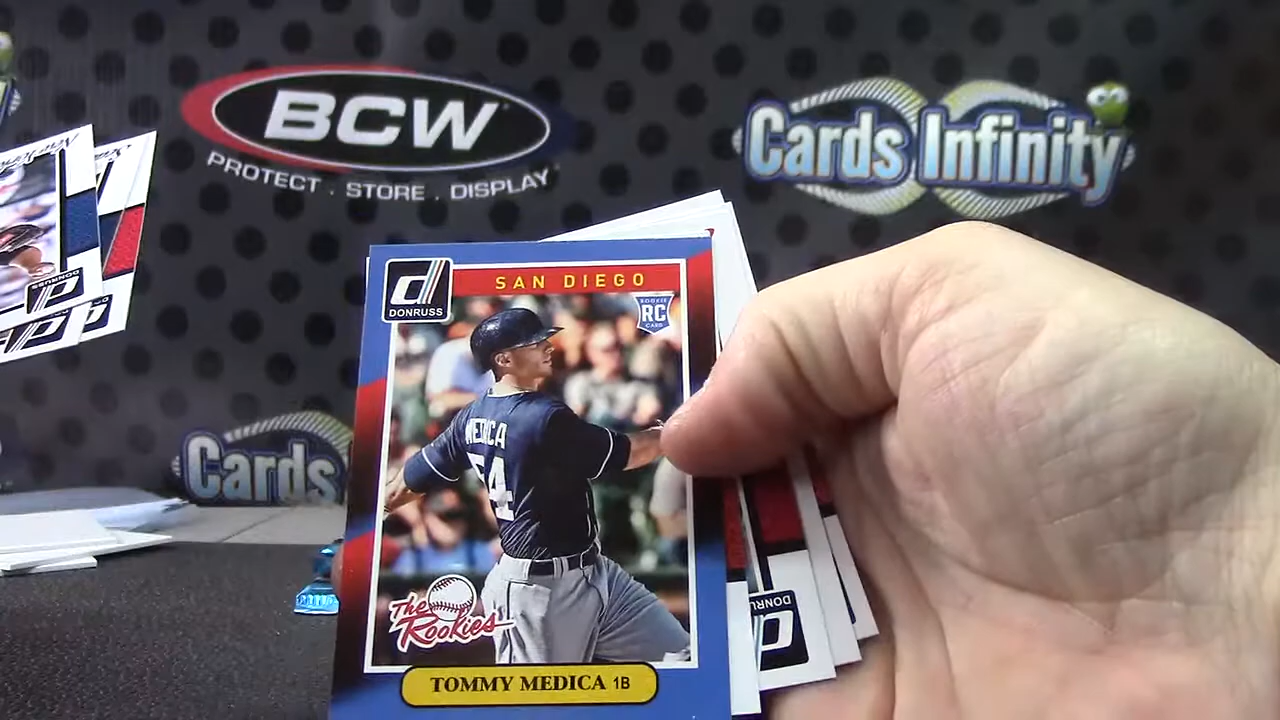 BCW
PROTECT . STORE . DISPLAY
Cards Infinity
Cards
d
DONRUSS
SAN DIEGO
ROOKIE
RC
CARD
MEDICA
54
The
Rookies
TOMMY MEDICA 1B
DONRUSS